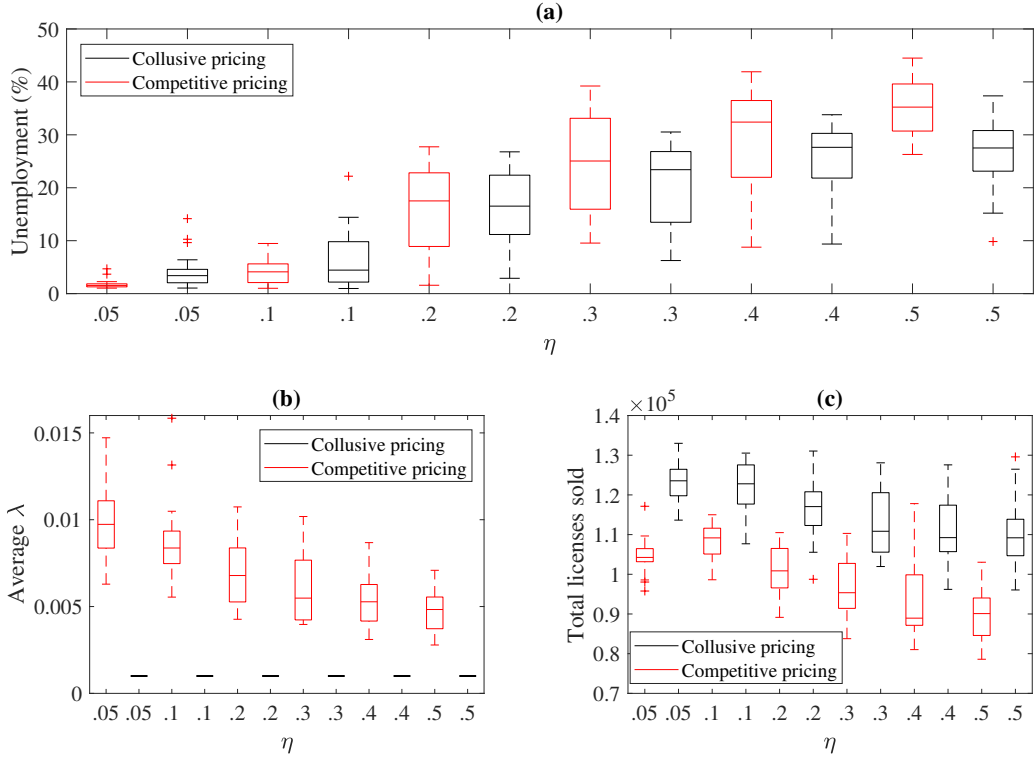 (a)
50
40
30
20
10
0
Unemployment (%)
Collusive pricing
Competitive pricing
.05 .05 .1 .1 .2 .2 .3 .3 .4 .4 .5 .5
η
(b)
0.015
0.01
0.005
0
Average λ
Collusive pricing
Competitive pricing
.05 .05 .1 .1 .2 .2 .3 .3 .4 .4 .5 .5
η
(c)
×10⁵
1.4
1.3
1.2
1.1
1
0.9
0.8
0.7
Total licenses sold
Collusive pricing
Competitive pricing
.05 .05 .1 .1 .2 .2 .3 .3 .4 .4 .5 .5
η